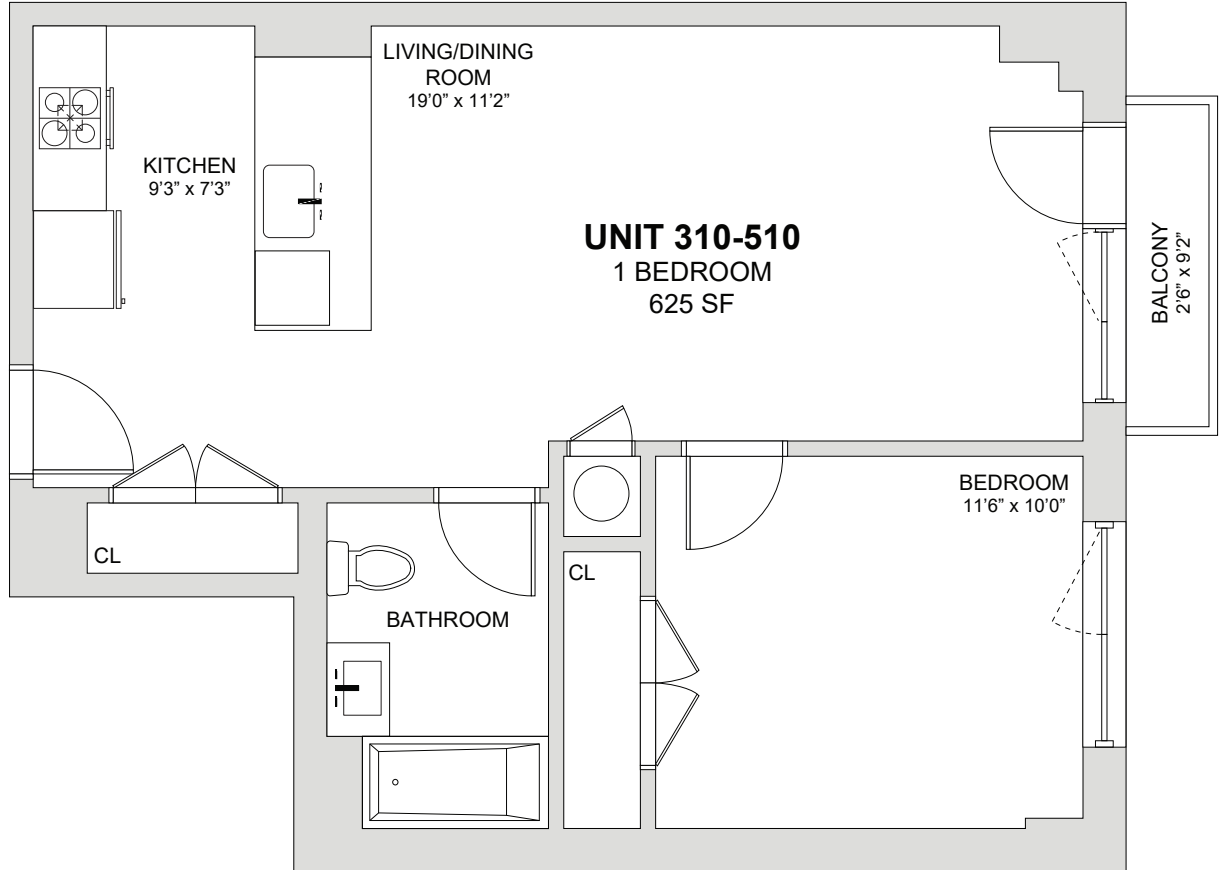 LIVING/DINING
ROOM
19’0” x 11’2”
KITCHEN
9’3” x 7’3”
UNIT 310-510
1 BEDROOM
625 SF
BALCONY
2’6” x 9’2”
BEDROOM
11’6” x 10’0”
CL
CL
BATHROOM